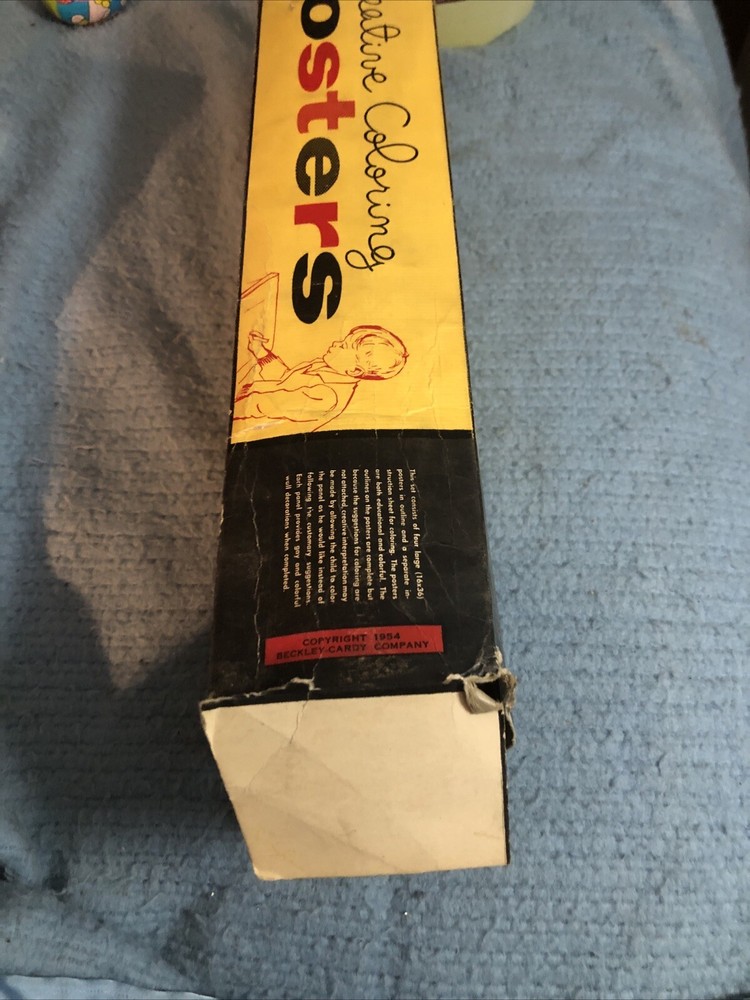 eative Coloring
osters
This set consists of four large (16x36)
posters in outline and a separate in-
struction sheet for coloring. The posters
are both educational and colorful. The
outlines on the posters are complete but
because the suggestions for coloring are
not attached, creative interpretation may
be made by allowing the child to color
the panel as he would like instead of
following the customary suggestions.
Each panel provides gay and colorful
wall decorations when completed.
COPYRIGHT 1954
BECKLEY-CARDY COMPANY